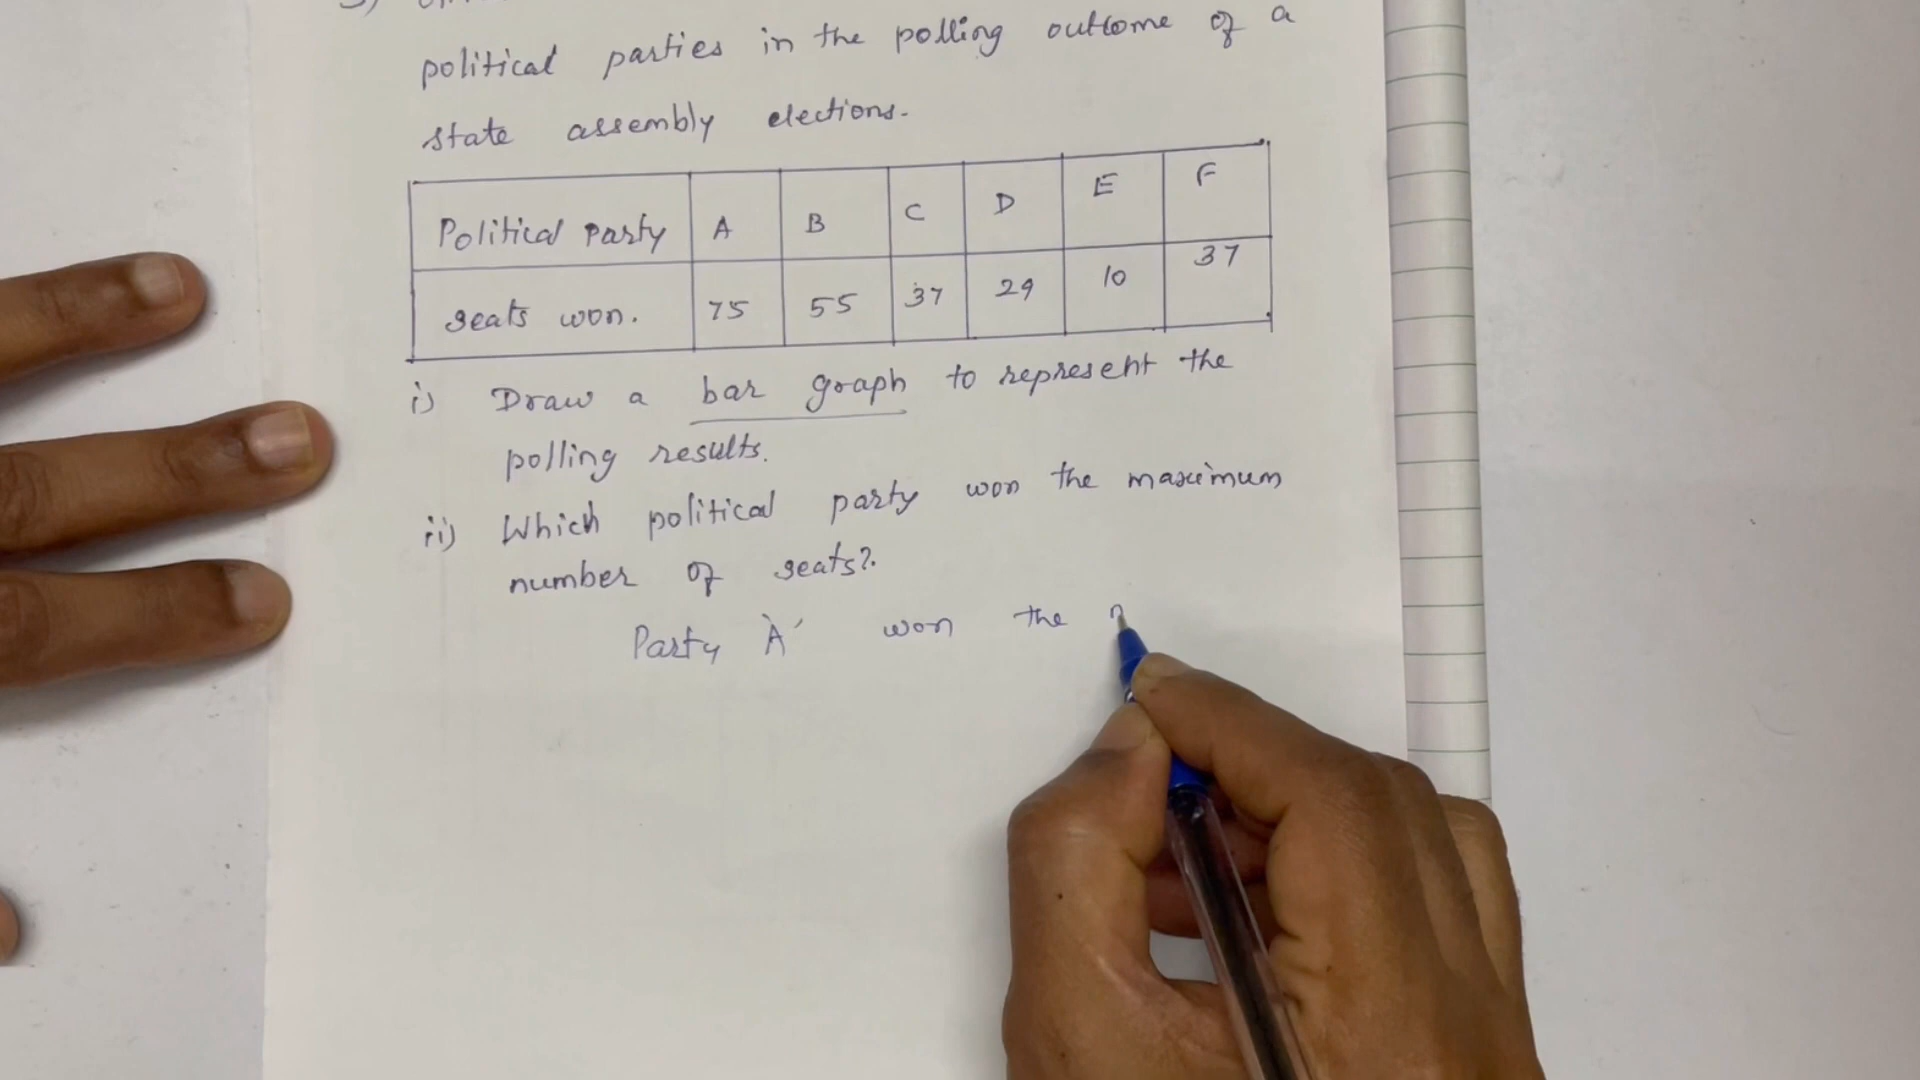 political parties in the polling outcome of a
state assembly elections.
Political party A B C D E F
seats won. 75 55 37 29 10 37
i) Draw a bar graph to represent the
polling results.
ii) Which political party won the maximum
number of seats?.
Party 'A' won the